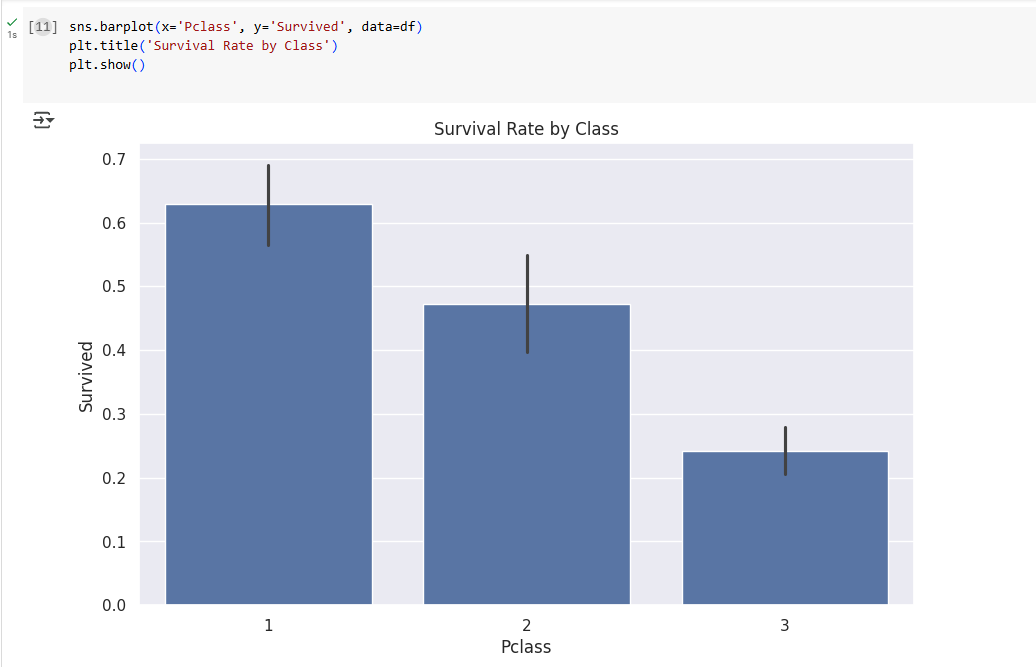 [11] sns.barplot(x='Pclass', y='Survived', data=df)
1s
plt.title('Survival Rate by Class')
plt.show()
Survival Rate by Class
0.7
0.6
0.5
0.4
0.3
0.2
0.1
0.0
Survived
1 2 3
Pclass